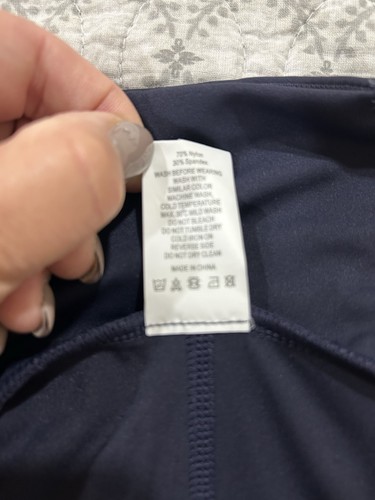 70% Nylon
30% Spandex
WASH BEFORE WEARING
WASH WITH
SIMILAR COLOR
MACHINE WASH,
COLD TEMPERATURE
MAX 30°C MILD WASH
DO NOT BLEACH
DO NOT TUMBLE DRY
COLD IRON ON
REVERSE SIDE
DO NOT DRY CLEAN
MADE IN CHINA